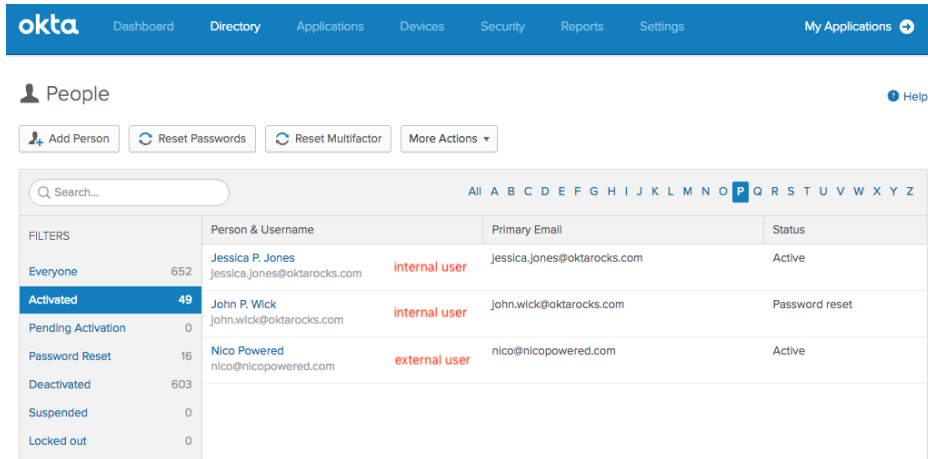 okta Dashboard Directory Applications Devices Security Reports Settings My Applications
People
Help
Add Person Reset Passwords Reset Multifactor More Actions
Search... All A B C D E F G H I J K L M N O P Q R S T U V W X Y Z
FILTERS Person & Username Primary Email Status
Everyone 652
Activated 49
Pending Activation 0
Password Reset 16
Deactivated 603
Suspended 0
Locked out 0
Jessica P. Jones internal user jessica.jones@oktarocks.com Active
jessica.jones@oktarocks.com
John P. Wick internal user john.wick@oktarocks.com Password reset
john.wick@oktarocks.com
Nico Powered external user nico@nicopowered.com Active
nico@nicopowered.com